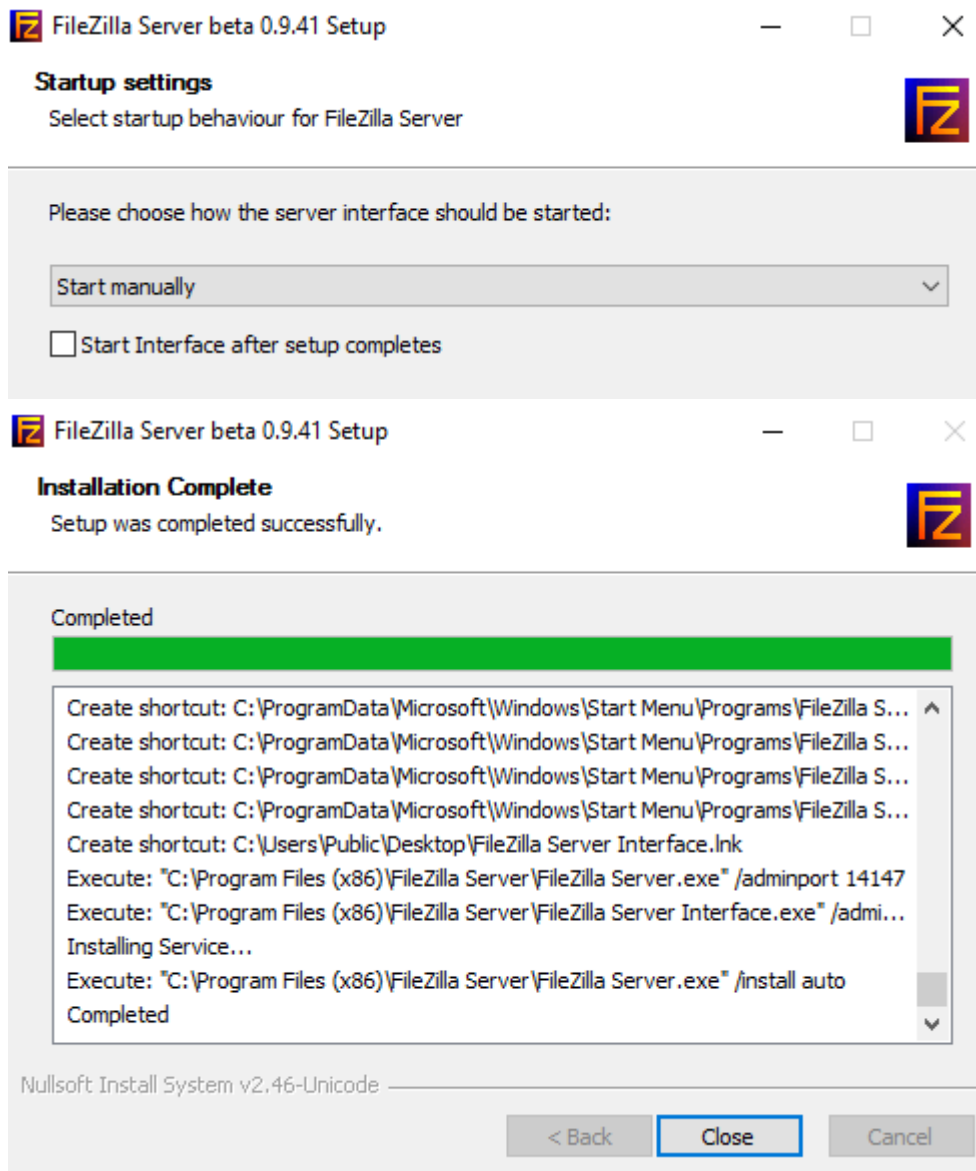 FileZilla Server beta 0.9.41 Setup
Startup settings
Select startup behaviour for FileZilla Server
Please choose how the server interface should be started:
Start manually
Start Interface after setup completes
FileZilla Server beta 0.9.41 Setup
Installation Complete
Setup was completed successfully.
Completed
Create shortcut: C:\ProgramData\Microsoft\Windows\Start Menu\Programs\FileZilla S...
Create shortcut: C:\ProgramData\Microsoft\Windows\Start Menu\Programs\FileZilla S...
Create shortcut: C:\ProgramData\Microsoft\Windows\Start Menu\Programs\FileZilla S...
Create shortcut: C:\ProgramData\Microsoft\Windows\Start Menu\Programs\FileZilla S...
Create shortcut: C:\Users\Public\Desktop\FileZilla Server Interface.lnk
Execute: "C:\Program Files (x86)\FileZilla Server\FileZilla Server.exe" /adminport 14147
Execute: "C:\Program Files (x86)\FileZilla Server\FileZilla Server Interface.exe" /admi...
Installing Service...
Execute: "C:\Program Files (x86)\FileZilla Server\FileZilla Server.exe" /install auto
Completed
Nullsoft Install System v2.46-Unicode
< Back Close Cancel